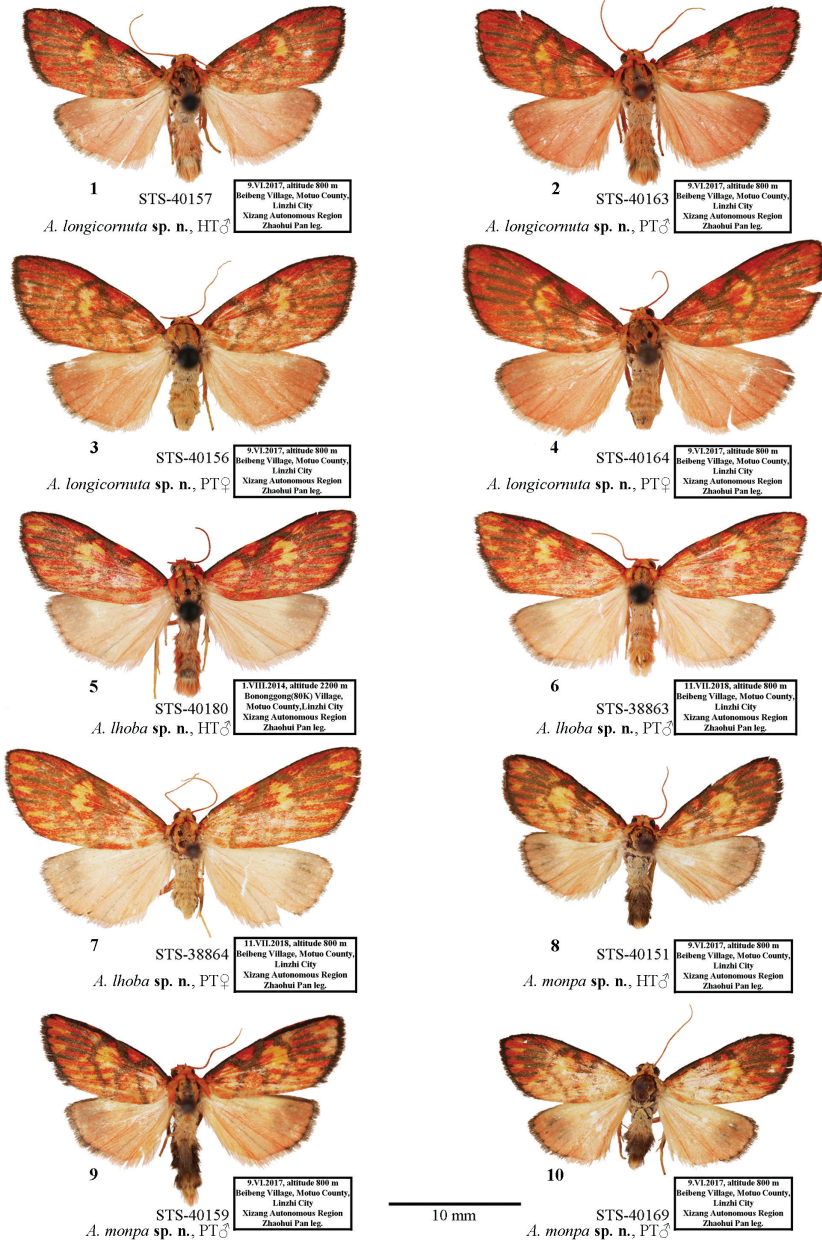 1
STS-40157
9.VI.2017, altitude 800 m
Beibeng Village, Motuo County,
Linzhi City
Xizang Autonomous Region
Zhaohui Pan leg.
A. longicornuta sp. n., HT♂
2
STS-40163
9.VI.2017, altitude 800 m
Beibeng Village, Motuo County,
Linzhi City
Xizang Autonomous Region
Zhaohui Pan leg.
A. longicornuta sp. n., PT♂
3
STS-40156
9.VI.2017, altitude 800 m
Beibeng Village, Motuo County,
Linzhi City
Xizang Autonomous Region
Zhaohui Pan leg.
A. longicornuta sp. n., PT♀
4
STS-40164
9.VI.2017, altitude 800 m
Beibeng Village, Motuo County,
Linzhi City
Xizang Autonomous Region
Zhaohui Pan leg.
A. longicornuta sp. n., PT♀
5
STS-40180
1.VIII.2014, altitude 2200 m
Bononggong(80K) Village,
Motuo County,Linzhi City
Xizang Autonomous Region
Zhaohui Pan leg.
A. lhoba sp. n., HT♂
6
STS-38863
11.VII.2018, altitude 800 m
Beibeng Village, Motuo County,
Linzhi City
Xizang Autonomous Region
Zhaohui Pan leg.
A. lhoba sp. n., PT♂
7
STS-38864
11.VII.2018, altitude 800 m
Beibeng Village, Motuo County,
Linzhi City
Xizang Autonomous Region
Zhaohui Pan leg.
A. lhoba sp. n., PT♀
8
STS-40151
9.VI.2017, altitude 800 m
Beibeng Village, Motuo County,
Linzhi City
Xizang Autonomous Region
Zhaohui Pan leg.
A. monpa sp. n., HT♂
9
STS-40159
9.VI.2017, altitude 800 m
Beibeng Village, Motuo County,
Linzhi City
Xizang Autonomous Region
Zhaohui Pan leg.
A. monpa sp. n., PT♂
10 mm
10
STS-40169
9.VI.2017, altitude 800 m
Beibeng Village, Motuo County,
Linzhi City
Xizang Autonomous Region
Zhaohui Pan leg.
A. monpa sp. n., PT♂